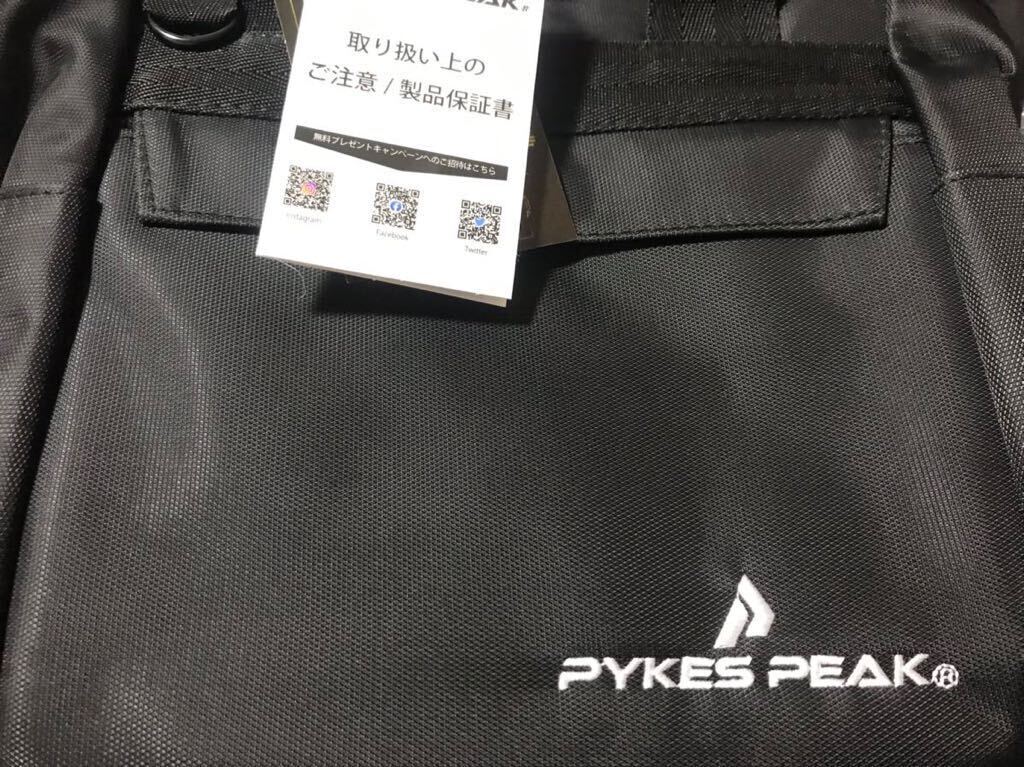 PEAK®
取り扱い上の
ご注意 / 製品保証書
無料プレゼントキャンペーンへのご招待はこちら
Instagram
Facebook
Twitter
PYKES PEAK®